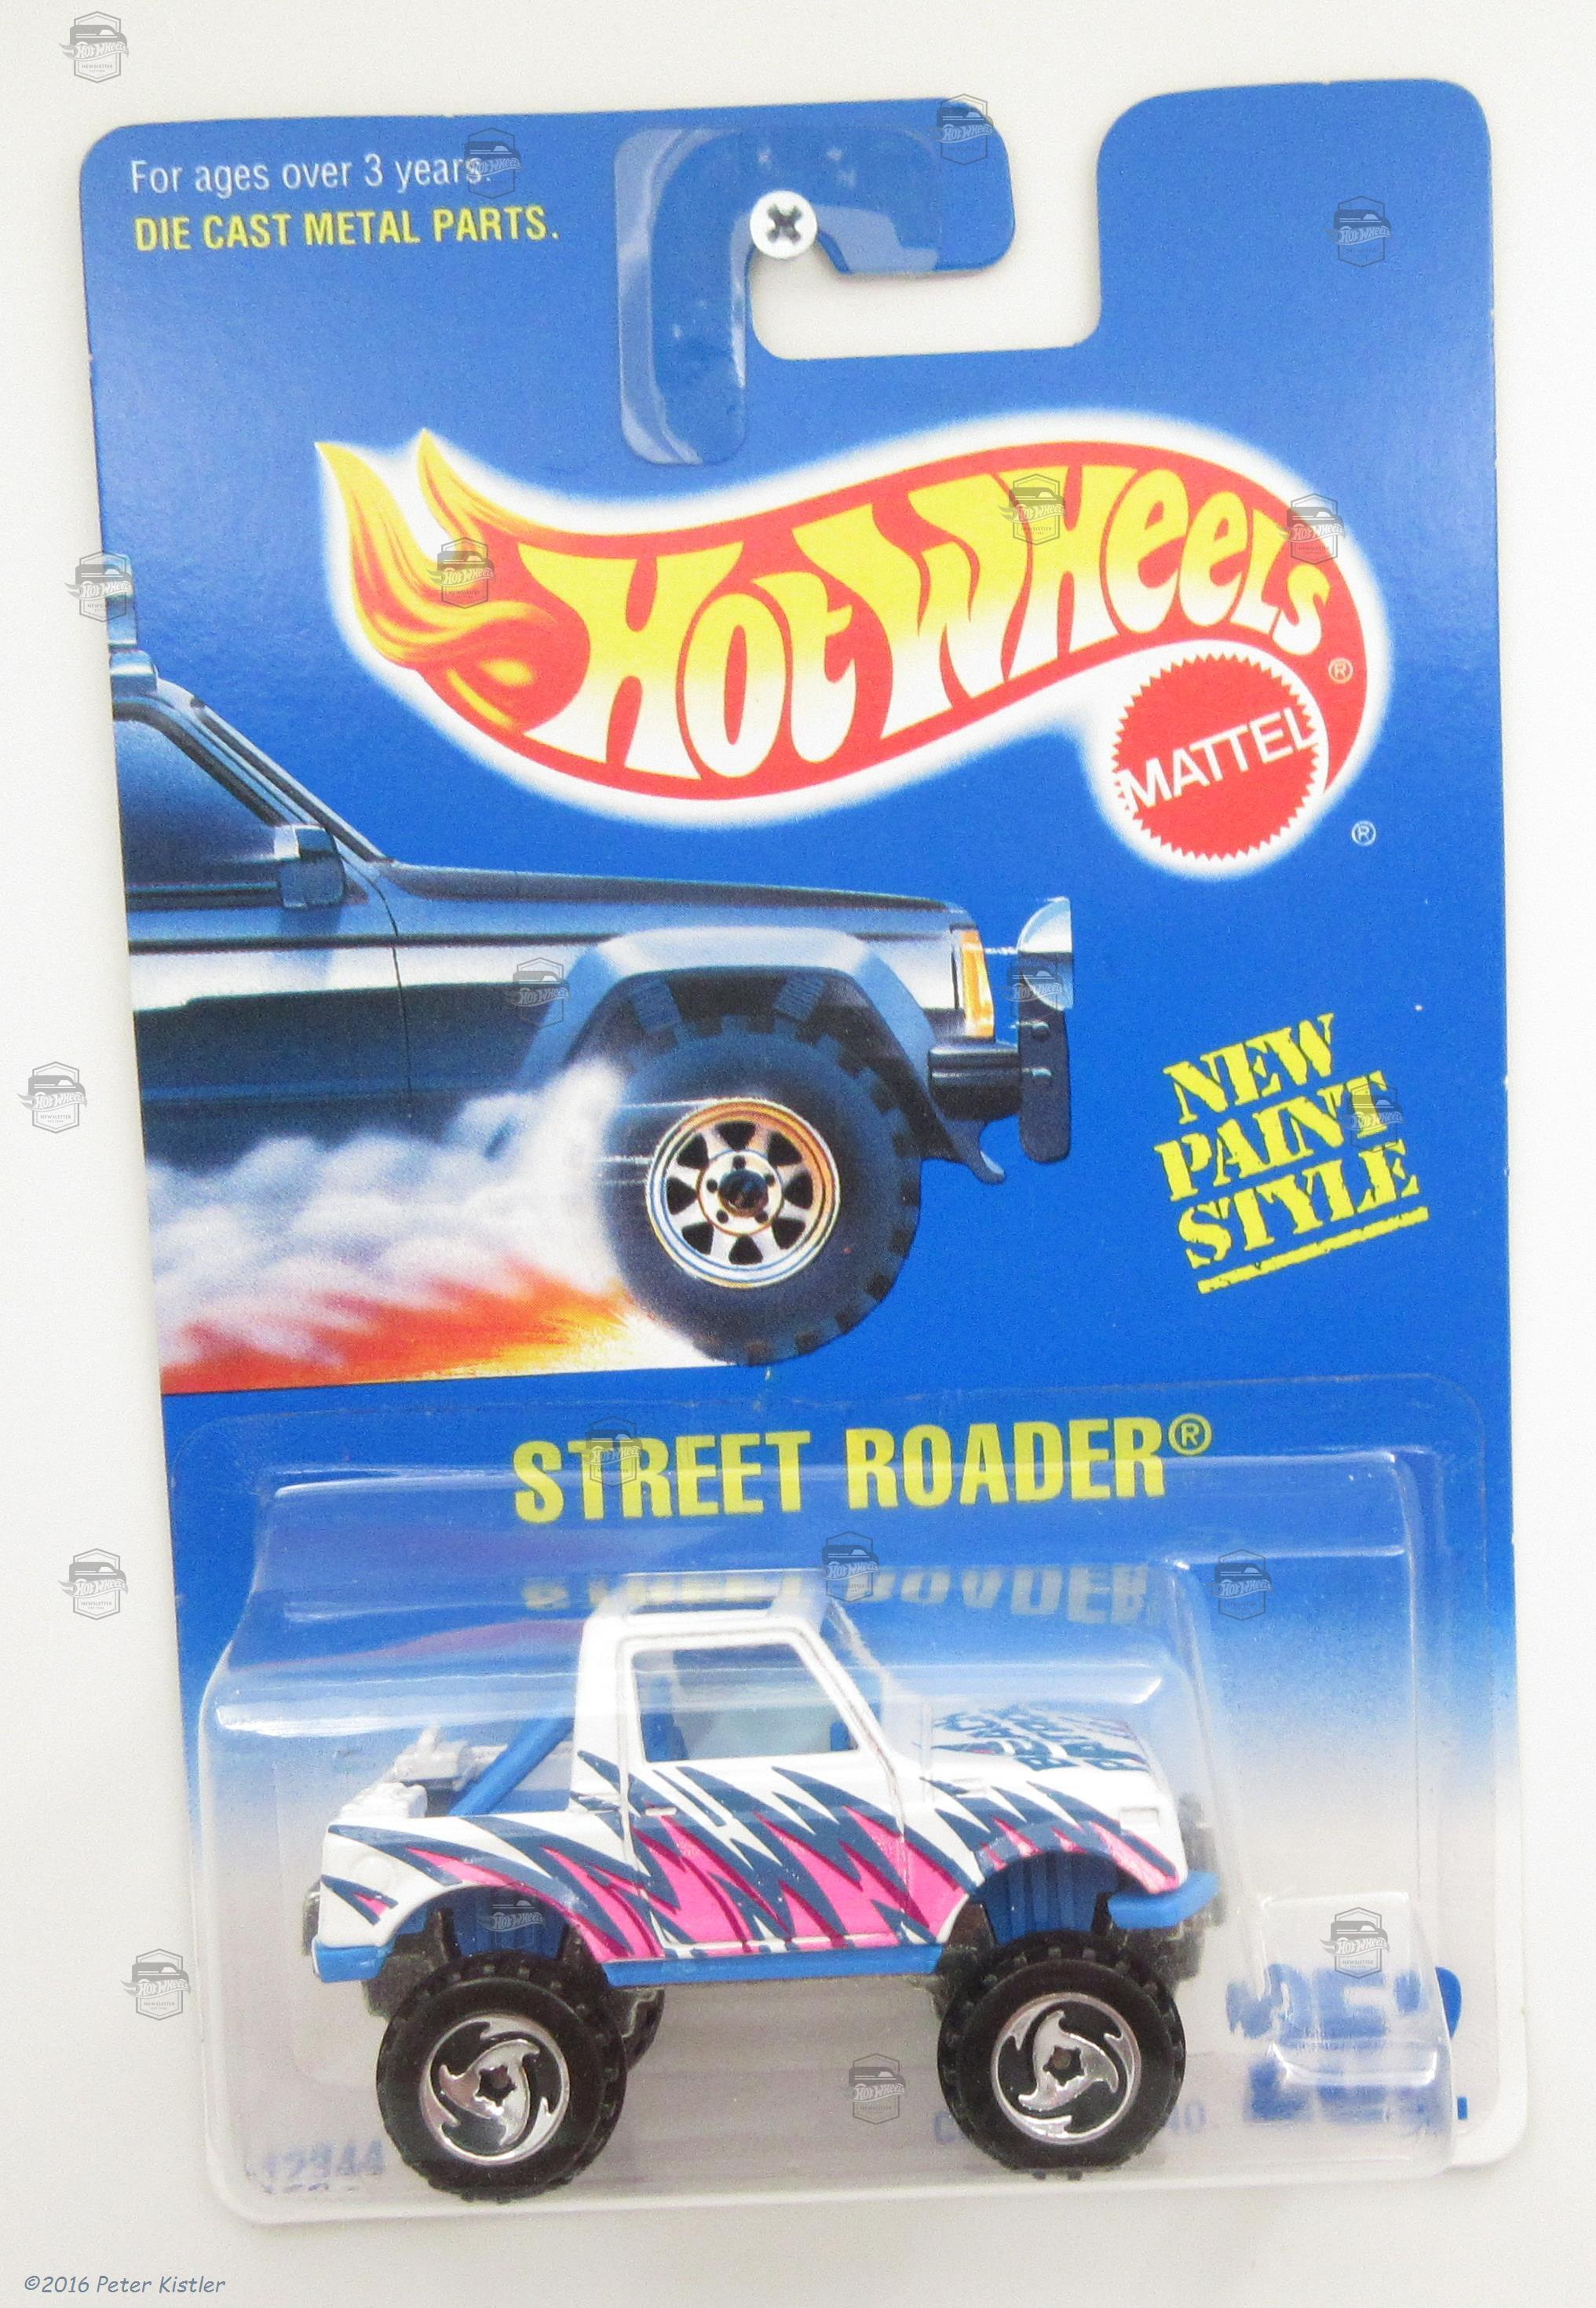 For ages over 3 years.
DIE CAST METAL PARTS.
Hot Wheels ®
MATTEL
®
NEW
PAINT
STYLE
STREET ROADER®
12344
©2016 Peter Kistler